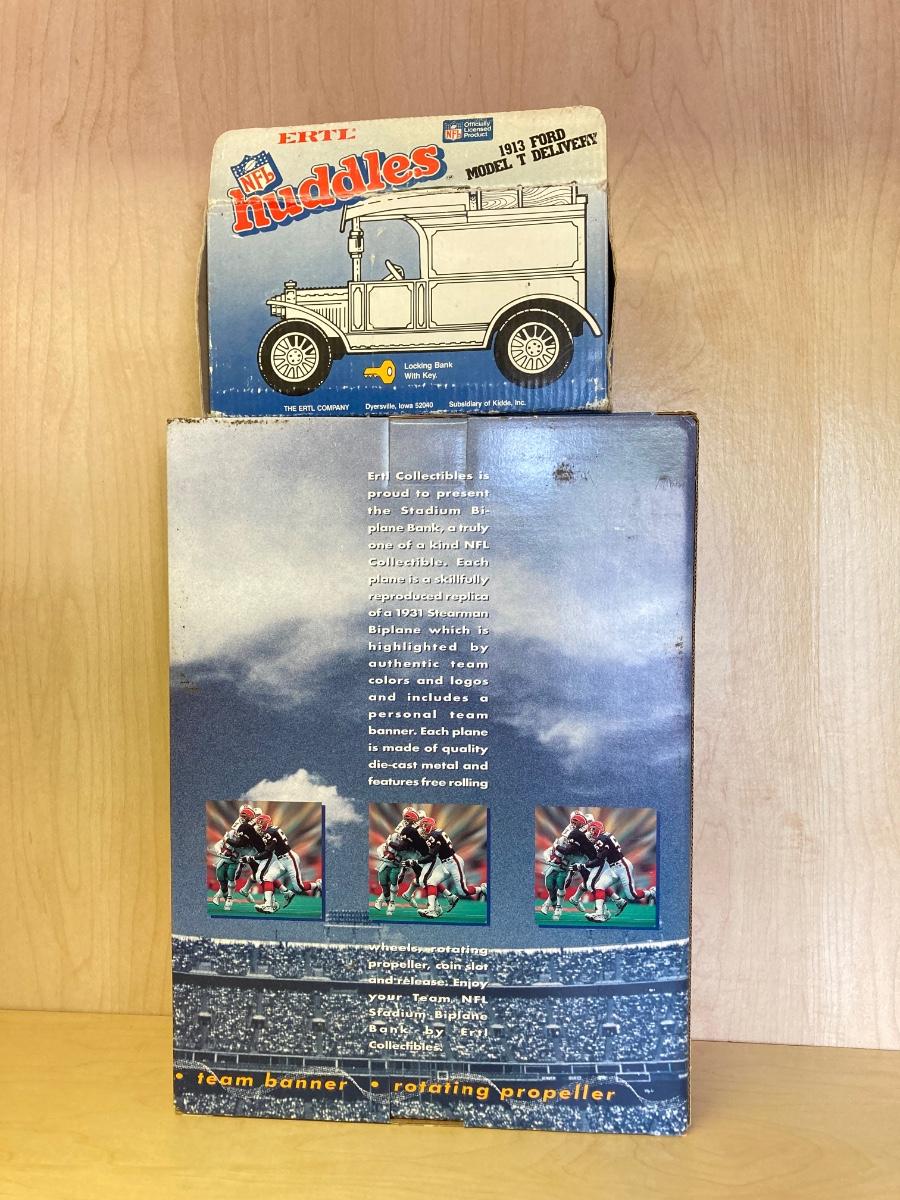 ERTL
NFL
Officially
Licensed
Product
1913 FORD
MODEL T DELIVERY
NFL
huddles
Locking Bank
With Key.
THE ERTL COMPANY Dyersville, Iowa 52040 Subsidiary of Kidde, Inc.
Ertl Collectibles is
proud to present
the Stadium Bi-
plane Bank, a truly
one of a kind NFL
Collectible. Each
plane is a skillfully
reproduced replica
of a 1931 Stearman
Biplane which is
highlighted by
authentic team
colors and logos
and includes a
personal team
banner. Each plane
is made of quality
die-cast metal and
features free rolling
wheels, rotating
propeller, coin slot
and release. Enjoy
your Team NFL
Stadium Biplane
Bank by Ertl
Collectibles.
• team banner • rotating propeller